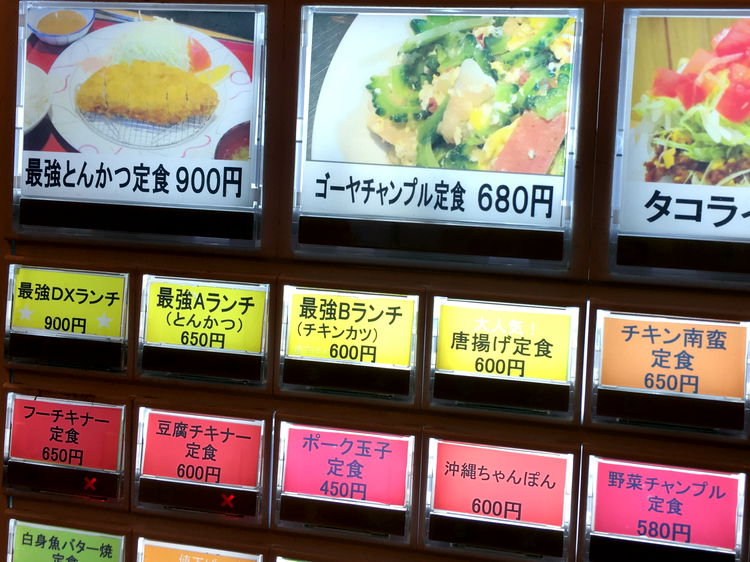 最強とんかつ定食 900円
ゴーヤチャンプル定食 680円
タコライ
最強DXランチ
900円
最強Aランチ
(とんかつ)
650円
最強Bランチ
(チキンカツ)
600円
大人気!
唐揚げ定食
600円
チキン南蛮
定食
650円
フーチキナー
定食
650円
豆腐チキナー
定食
600円
ポーク玉子
定食
450円
沖縄ちゃんぽん
600円
野菜チャンプル
定食
580円
白身魚バター焼
定食